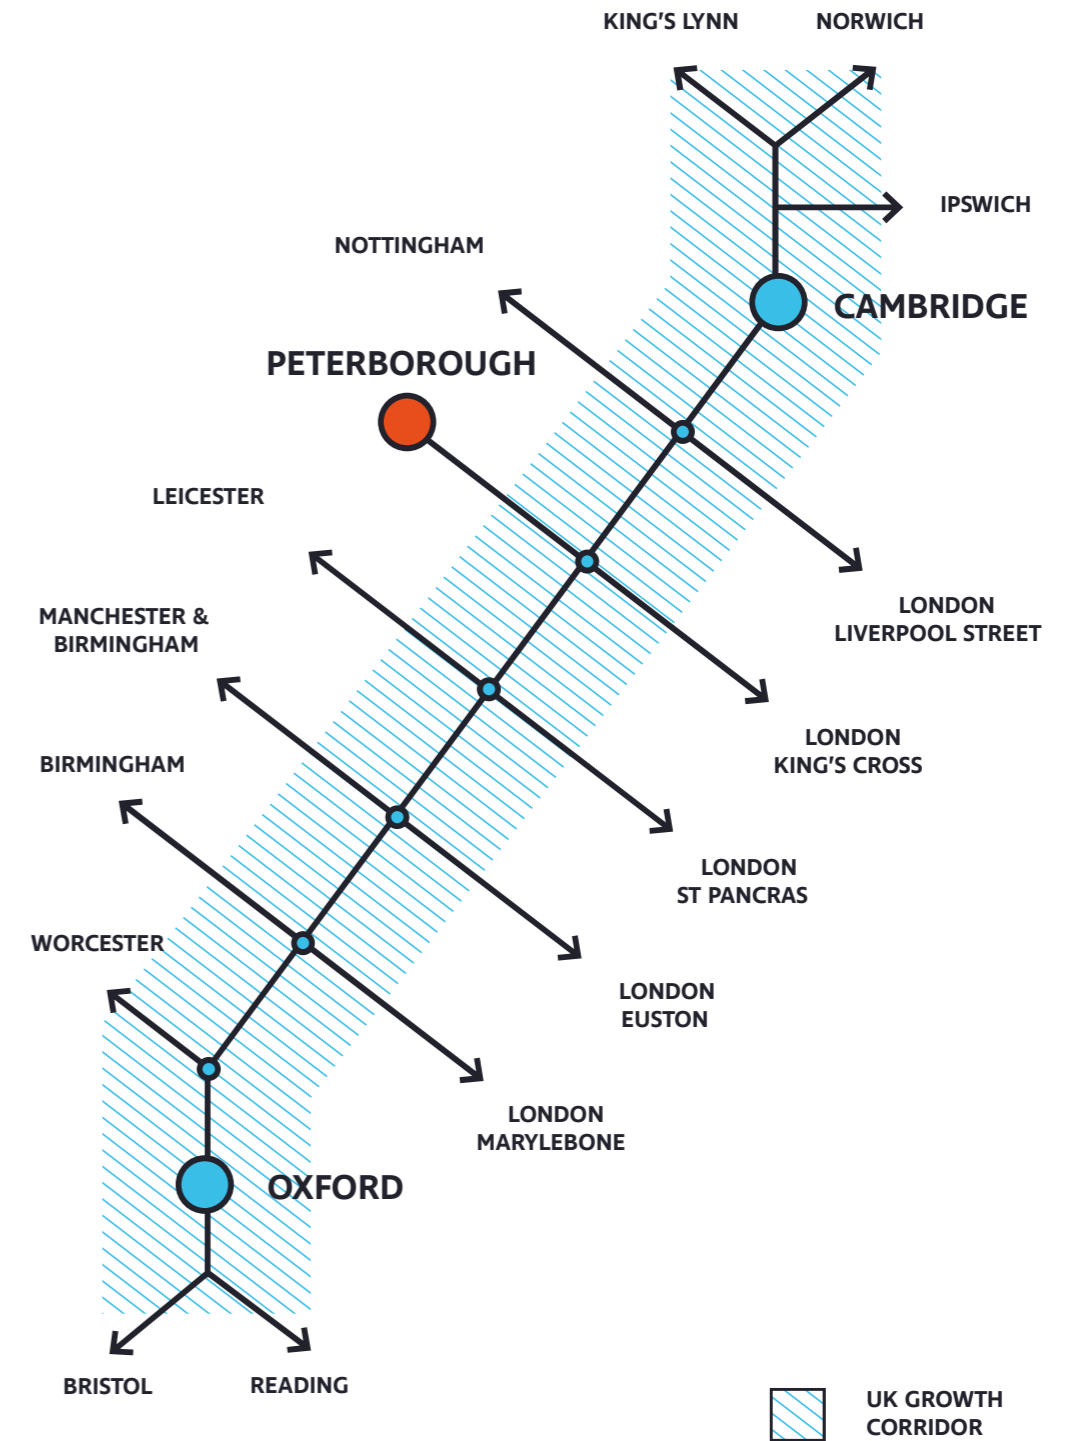 KING'S LYNN
NORWICH
IPSWICH
NOTTINGHAM
CAMBRIDGE
PETERBOROUGH
LEICESTER
LONDON
LIVERPOOL STREET
MANCHESTER &
BIRMINGHAM
LONDON
KING'S CROSS
BIRMINGHAM
LONDON
ST PANCRAS
WORCESTER
LONDON
EUSTON
LONDON
MARYLEBONE
OXFORD
BRISTOL
READING
UK GROWTH
CORRIDOR